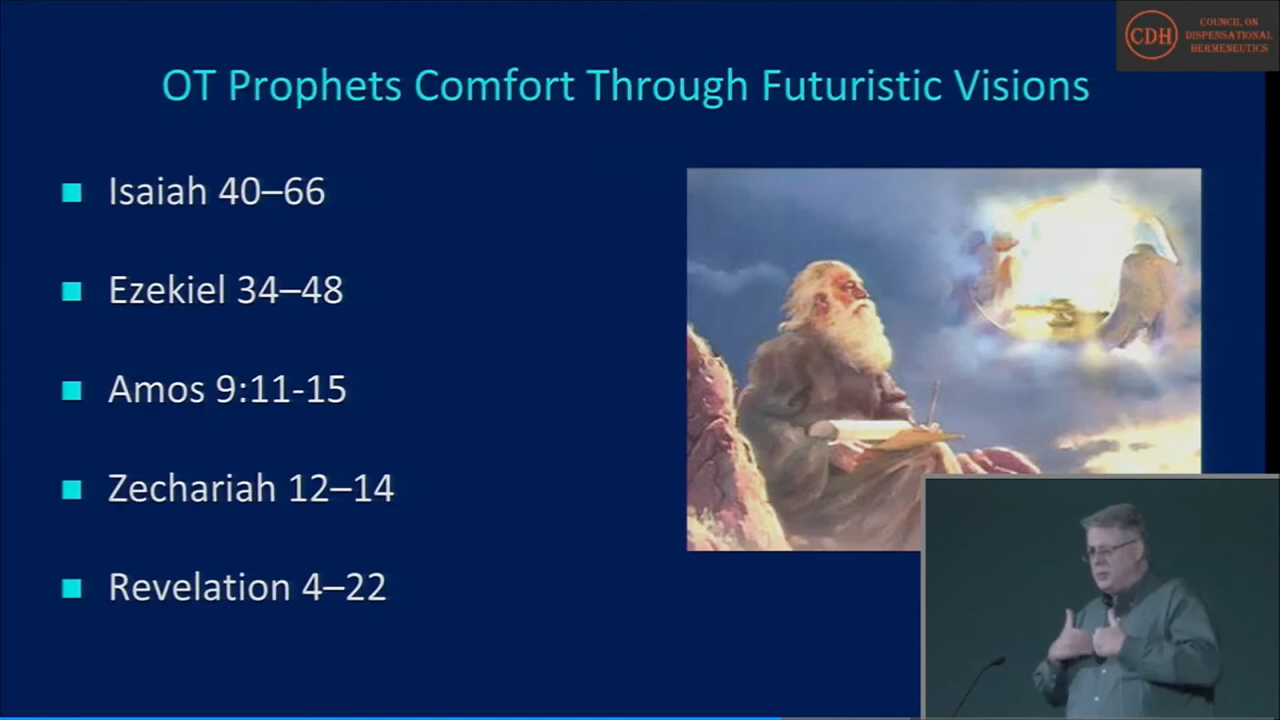 CDH
COUNCIL ON
DISPENSATIONAL
HERMENEUTICS
OT Prophets Comfort Through Futuristic Visions
Isaiah 40–66
Ezekiel 34–48
Amos 9:11-15
Zechariah 12–14
Revelation 4–22